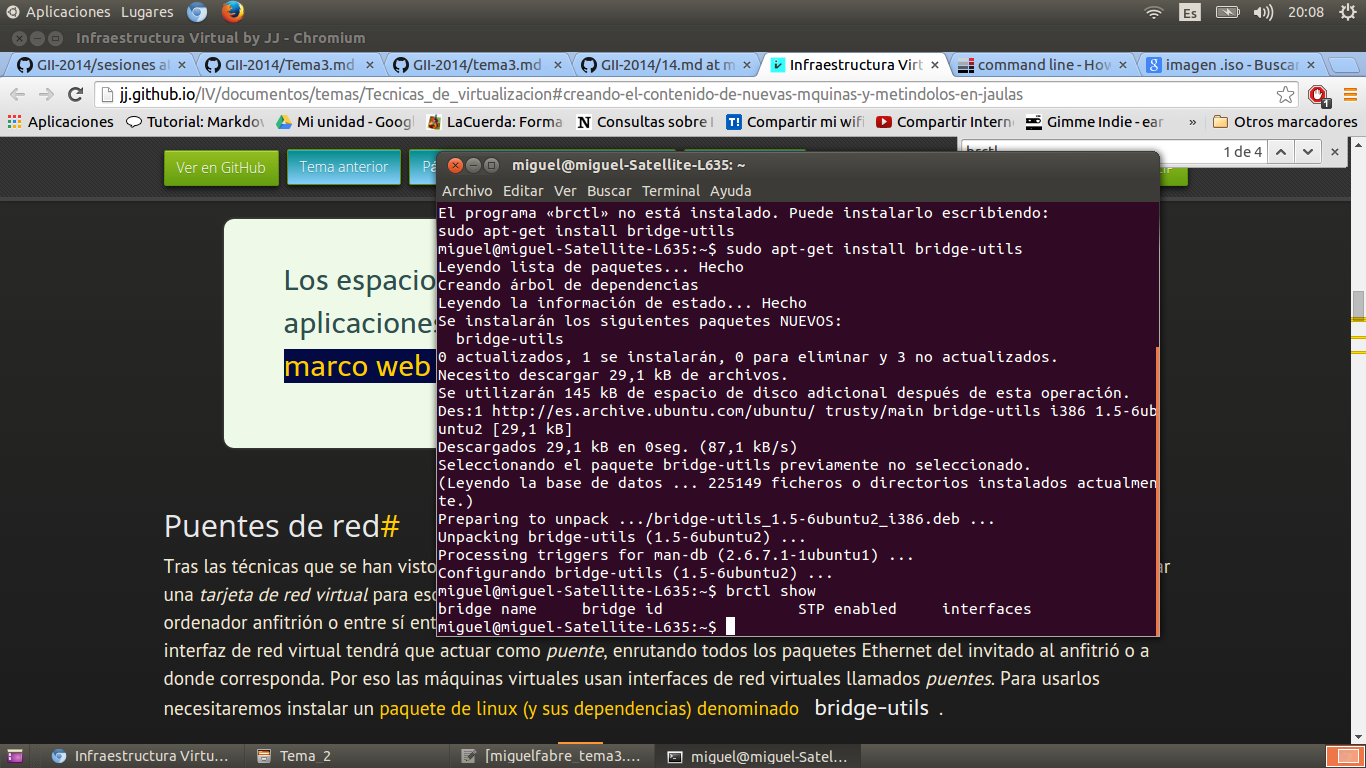 Aplicaciones Lugares Es 20:08
Infraestructura Virtual by JJ - Chromium
GII-2014/sesiones a GII-2014/Tema3.md GII-2014/tema3.md GII-2014/14.md at m Infraestructura Virt command line - How imagen .iso - Buscar
jj.github.io/IV/documentos/temas/Tecnicas_de_virtualizacion#creando-el-contenido-de-nuevas-mquinas-y-metindolos-en-jaulas 1
Aplicaciones Tutorial: Markdov Mi unidad - Googl LaCuerda: Forma Consultas sobre Compartir mi wifi Compartir Intern Gimme Indie - ear » Otros marcadores
brctl 1 de 4
Ver en GitHub Tema anterior
miguel@miguel-Satellite-L635: ~
Archivo Editar Ver Buscar Terminal Ayuda
El programa «brctl» no está instalado. Puede instalarlo escribiendo:
sudo apt-get install bridge-utils
miguel@miguel-Satellite-L635:~$ sudo apt-get install bridge-utils
Leyendo lista de paquetes... Hecho
Creando árbol de dependencias
Leyendo la información de estado... Hecho
Se instalarán los siguientes paquetes NUEVOS:
bridge-utils
0 actualizados, 1 se instalarán, 0 para eliminar y 3 no actualizados.
Necesito descargar 29,1 kB de archivos.
Se utilizarán 145 kB de espacio de disco adicional después de esta operación.
Des:1 http://es.archive.ubuntu.com/ubuntu/ trusty/main bridge-utils i386 1.5-6ub
untu2 [29,1 kB]
Descargados 29,1 kB en 0seg. (87,1 kB/s)
Seleccionando el paquete bridge-utils previamente no seleccionado.
(Leyendo la base de datos ... 225149 ficheros o directorios instalados actualmen
te.)
Preparing to unpack .../bridge-utils_1.5-6ubuntu2_i386.deb ...
Unpacking bridge-utils (1.5-6ubuntu2) ...
Processing triggers for man-db (2.6.7.1-1ubuntu1) ...
Configurando bridge-utils (1.5-6ubuntu2) ...
miguel@miguel-Satellite-L635:~$ brctl show
bridge name bridge id STP enabled interfaces
miguel@miguel-Satellite-L635:~$
Los espacio
aplicaciones
marco web
Puentes de red#
Tras las técnicas que se han visto
una tarjeta de red virtual para es
ordenador anfitrión o entre sí ent
interfaz de red virtual tendrá que actuar como puente, enrutando todos los paquetes Ethernet del invitado al anfitrió o a
donde corresponda. Por eso las máquinas virtuales usan interfaces de red virtuales llamados puentes. Para usarlos
necesitaremos instalar un paquete de linux (y sus dependencias) denominado bridge-utils .
Infraestructura Virtu... Tema_2 [miguelfabre_tema3.... miguel@miguel-Satel...